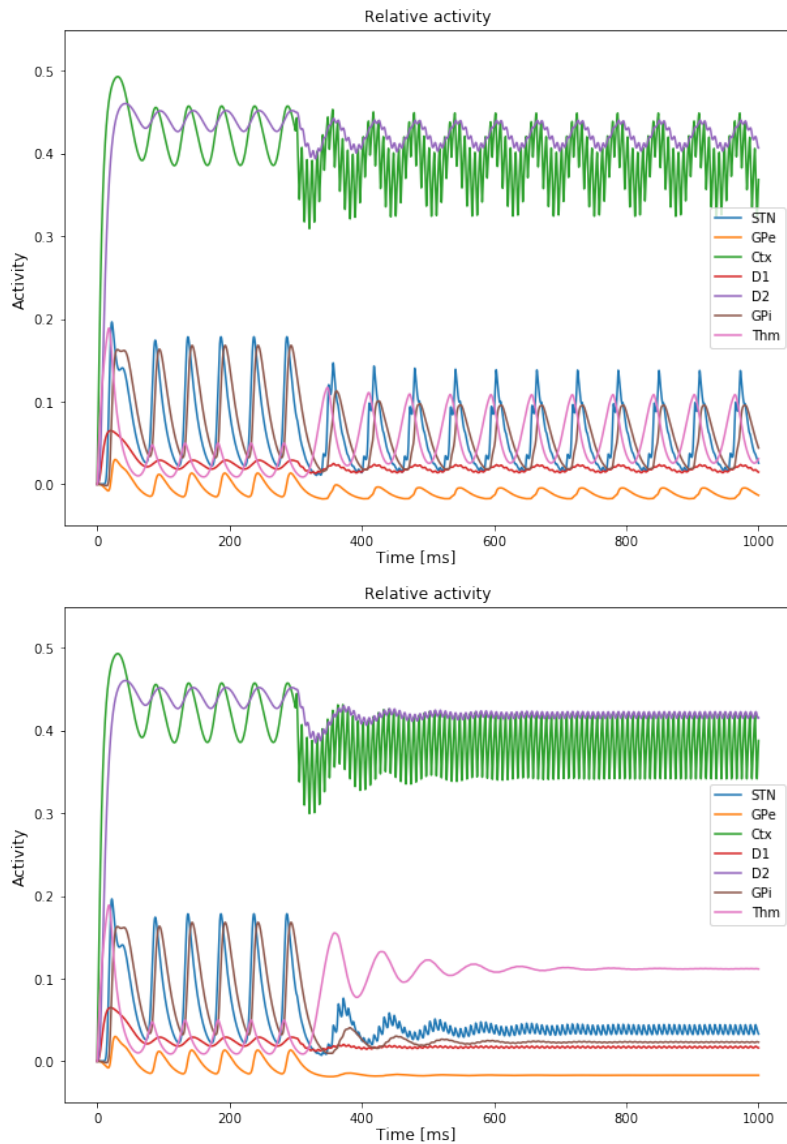 Relative activity
0.5
0.4
0.3
0.2
0.1
0.0
Activity
STN
GPe
Ctx
D1
D2
GPi
Thm
0
200
400
600
800
1000
Time [ms]
Relative activity
0.5
0.4
0.3
0.2
0.1
0.0
Activity
STN
GPe
Ctx
D1
D2
GPi
Thm
0
200
400
600
800
1000
Time [ms]